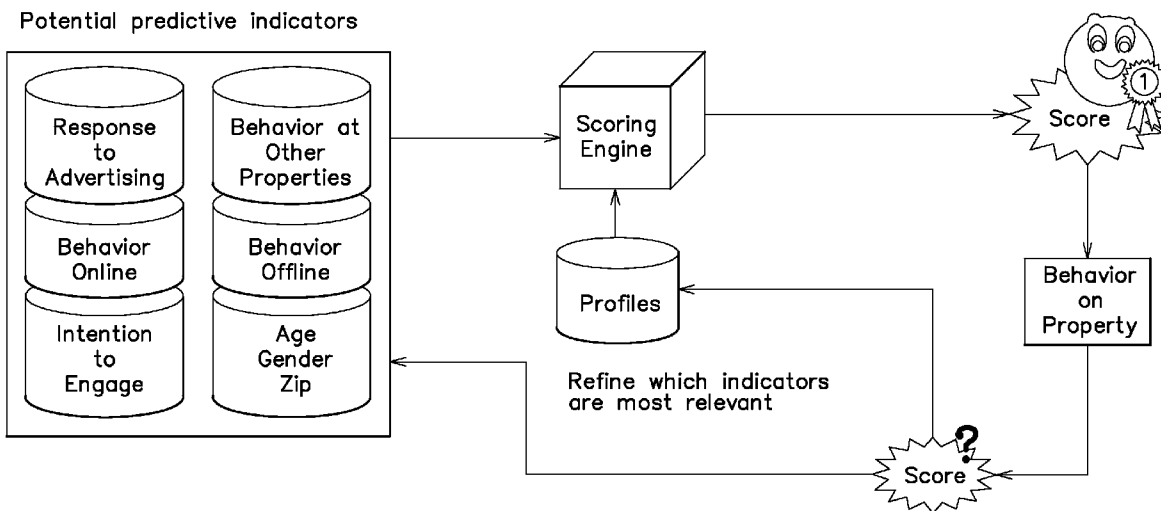 Potential predictive indicators
Response
to
Advertising
Behavior at
Other
Properties
Behavior
Online
Behavior
Offline
Intention
to
Engage
Age
Gender
Zip
Scoring
Engine
Profiles
Refine which indicators
are most relevant
Score
1
Behavior
on
Property
?
Score